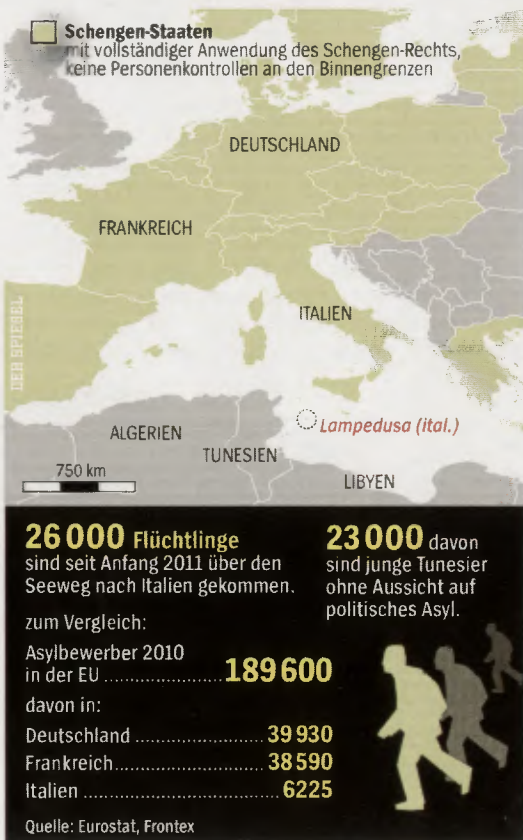 Schengen-Staaten
mit vollständiger Anwendung des Schengen-Rechts,
keine Personenkontrollen an den Binnengrenzen
DEUTSCHLAND
FRANKREICH
ITALIEN
DER SPIEGEL
Lampedusa (ital.)
ALGERIEN
TUNESIEN
LIBYEN
750 km
26 000 Flüchtlinge
sind seit Anfang 2011 über den
Seeweg nach Italien gekommen.
23 000 davon
sind junge Tunesier
ohne Aussicht auf
politisches Asyl.
zum Vergleich:
Asylbewerber 2010
in der EU ........................ 189 600
davon in:
Deutschland ..................... 39 930
Frankreich ........................ 38 590
Italien ................................. 6225
Quelle: Eurostat, Frontex